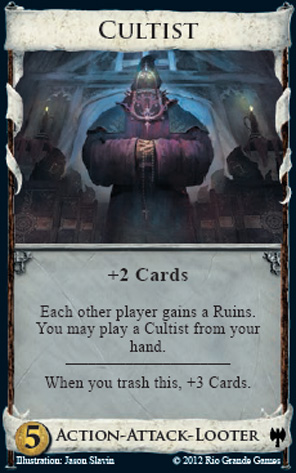 CULTIST
+2 Cards
Each other player gains a Ruins.
You may play a Cultist from your
hand.
When you trash this, +3 Cards.
5 ACTION-ATTACK-LOOTER
Illustration: Jason Slavin © 2012 Rio Grande Games